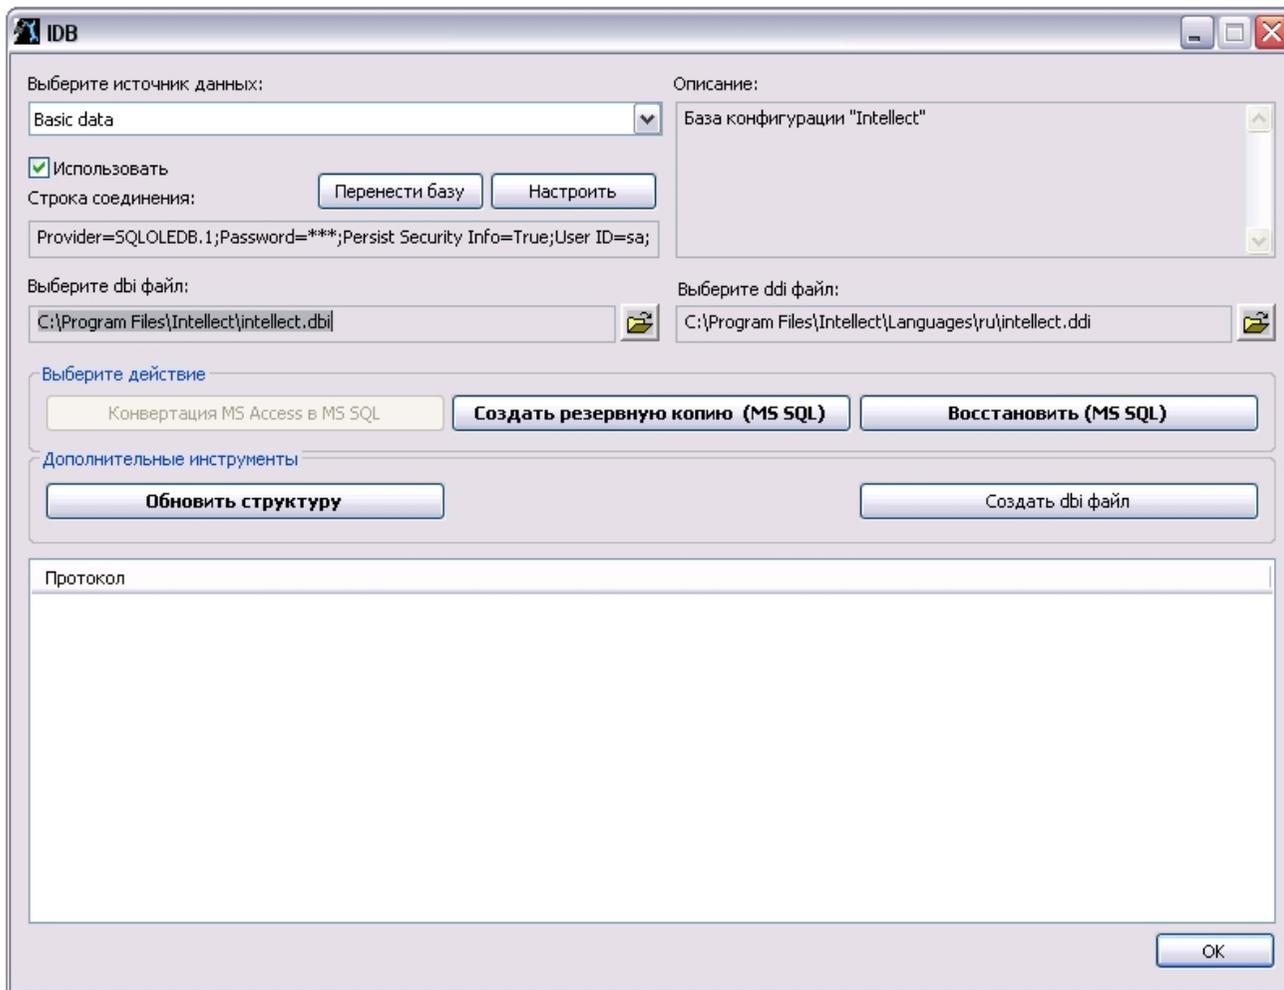 IDB
Выберите источник данных:
Basic data
Описание:
База конфигурации "Intellect"
Использовать
Строка соединения:
Перенести базу
Настроить
Provider=SQLOLEDB.1;Password=***;Persist Security Info=True;User ID=sa;
Выберите dbi файл:
C:\Program Files\Intellect\intellect.dbi
Выберите ddi файл:
C:\Program Files\Intellect\Languages\ru\intellect.ddi
Выберите действие
Конвертация MS Access в MS SQL
Создать резервную копию (MS SQL)
Восстановить (MS SQL)
Дополнительные инструменты
Обновить структуру
Создать dbi файл
Протокол
OK